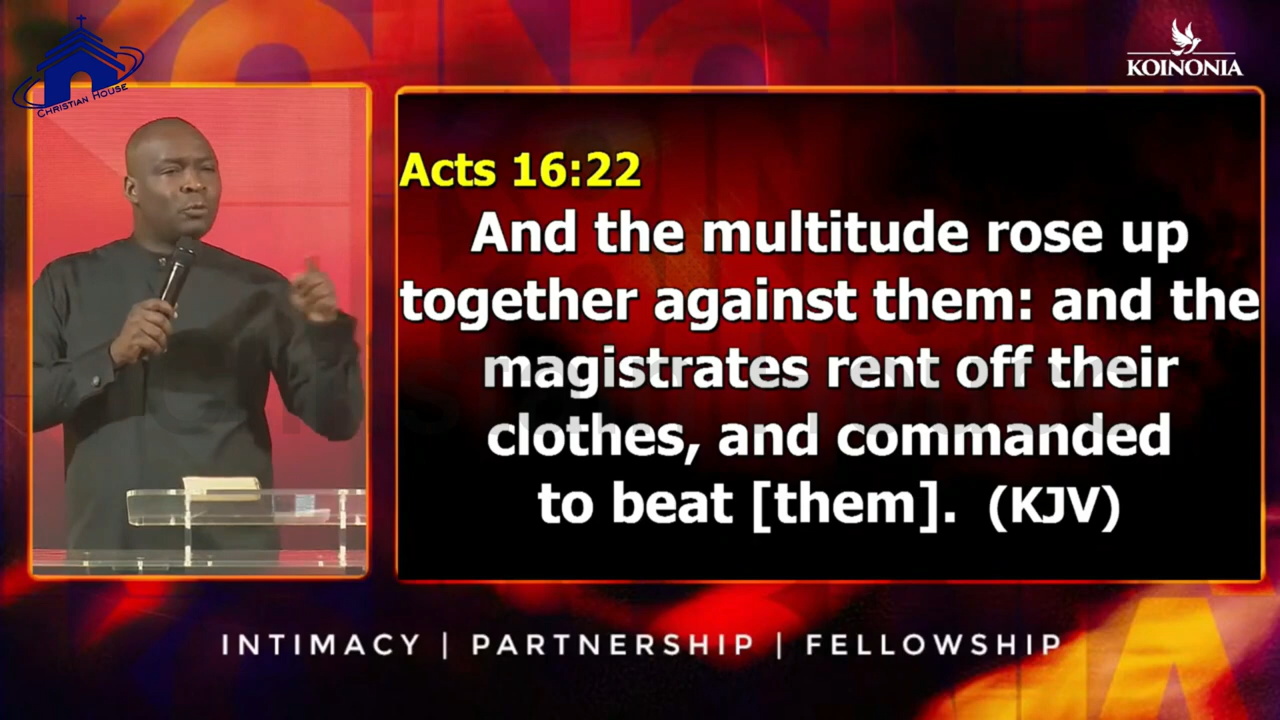 CHRISTIAN HOUSE
KOINONIA
Acts 16:22
And the multitude rose up
together against them: and the
magistrates rent off their
clothes, and commanded
to beat [them]. (KJV)
INTIMACY | PARTNERSHIP | FELLOWSHIP